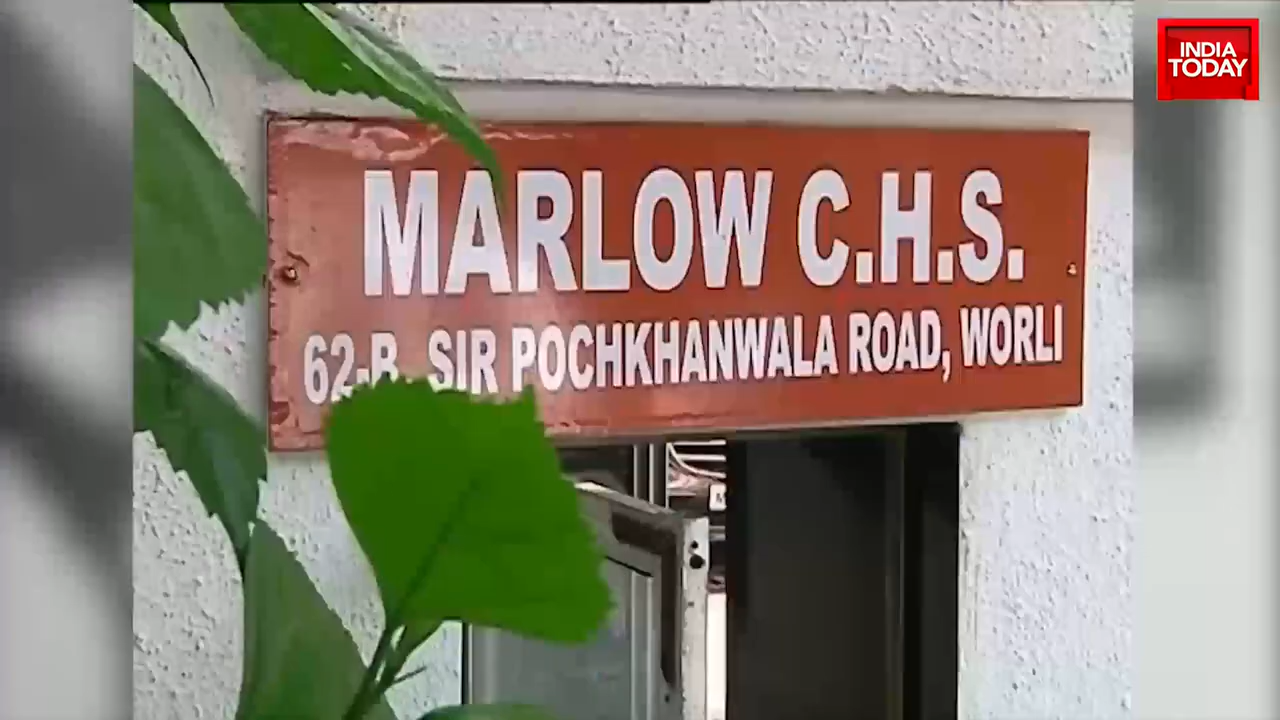 INDIA
TODAY
MARLOW C.H.S.
62-B, SIR POCHKHANWALA ROAD, WORLI